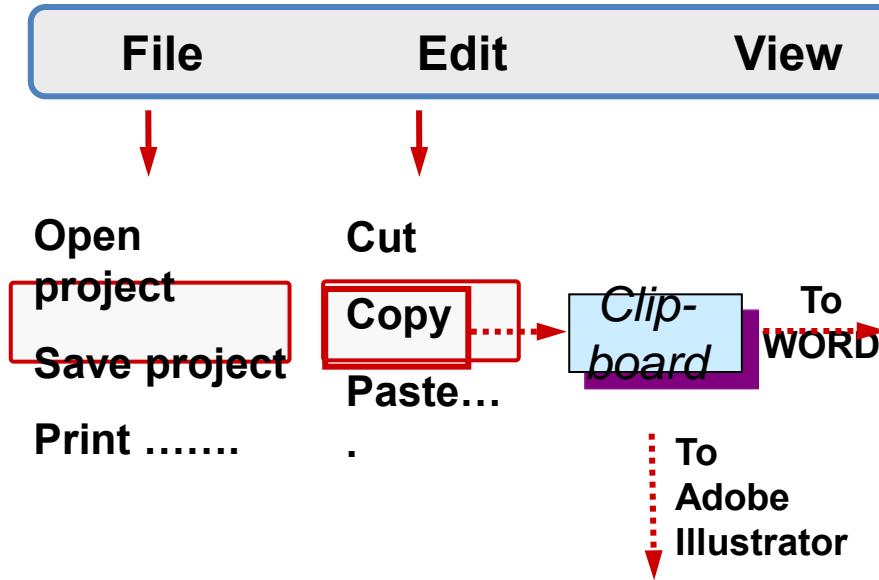 File Edit View
Open
project
Save project
Print …….
Cut
Copy
Paste…
.
Clip-
board
To
WORD
To
Adobe
Illustrator